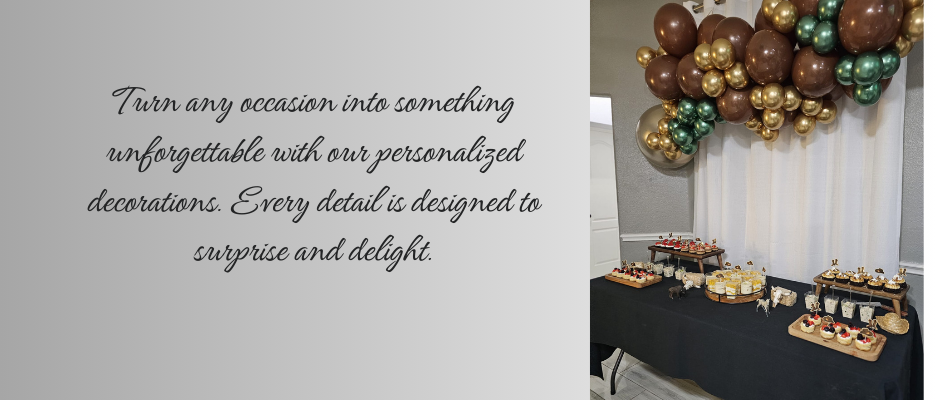 Turn any occasion into something
unforgettable with our personalized
decorations. Every detail is designed to
surprise and delight.